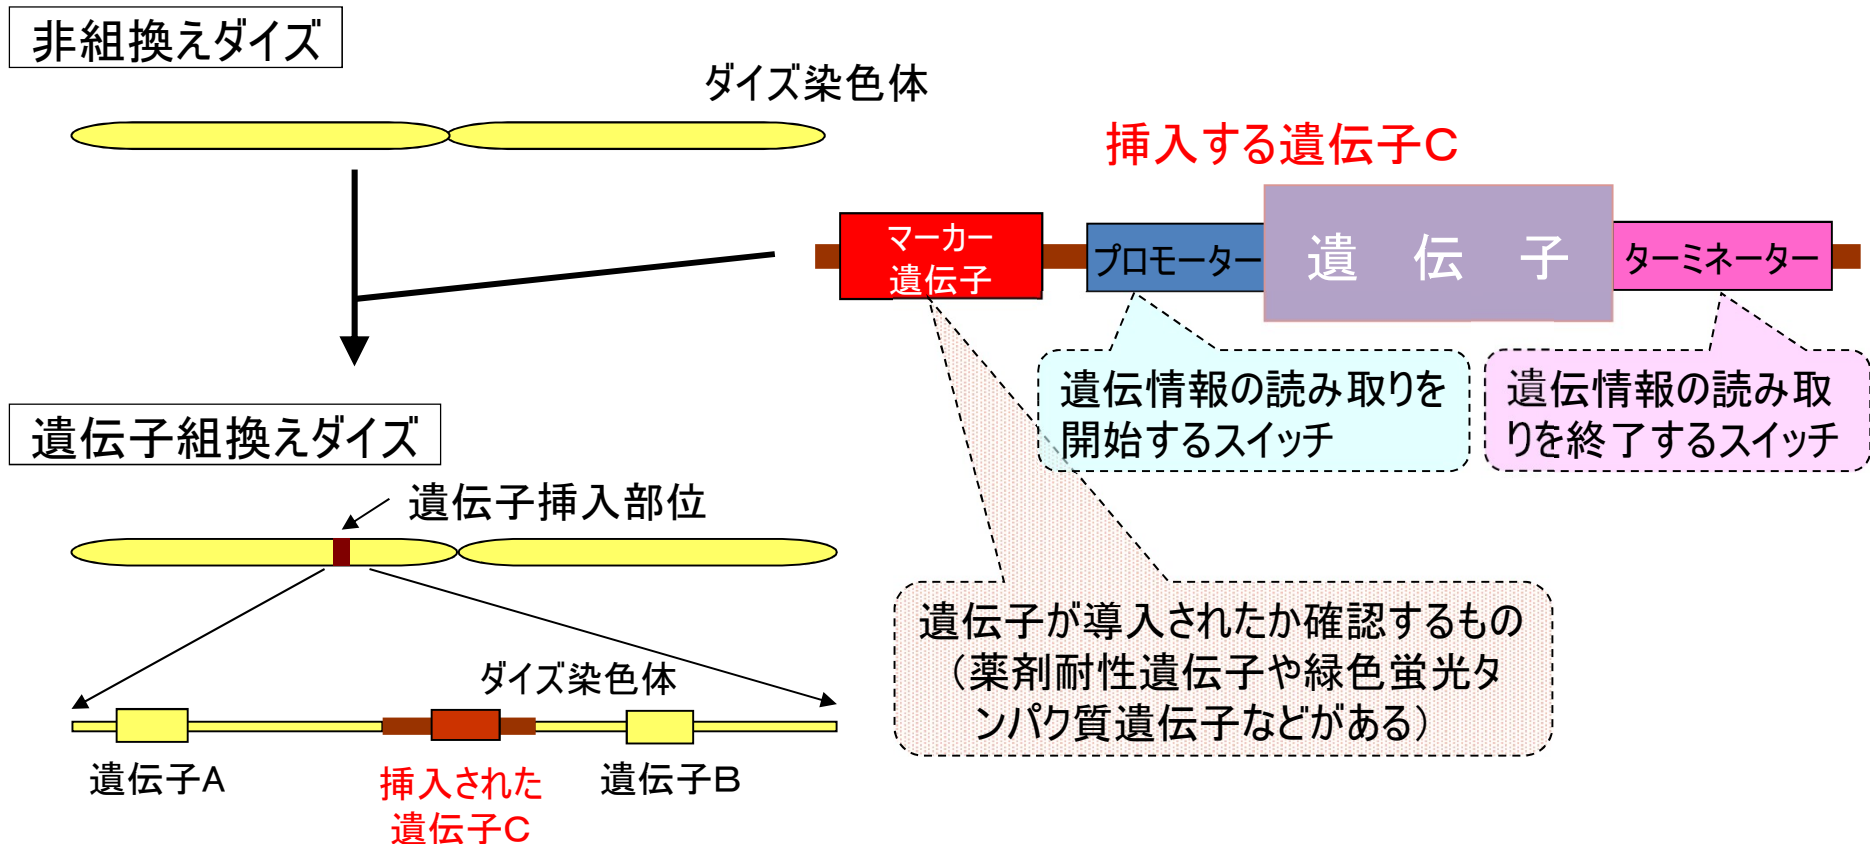 非組換えダイズ
ダイズ染色体
挿入する遺伝子C
マーカー
遺伝子
プロモーター
遺 伝 子
ターミネーター
遺伝情報の読み取りを
開始するスイッチ
遺伝情報の読み取
りを終了するスイッチ
遺伝子組換えダイズ
遺伝子挿入部位
遺伝子が導入されたか確認するもの
（薬剤耐性遺伝子や緑色蛍光タ
ンパク質遺伝子などがある）
ダイズ染色体
遺伝子A
挿入された
遺伝子C
遺伝子B